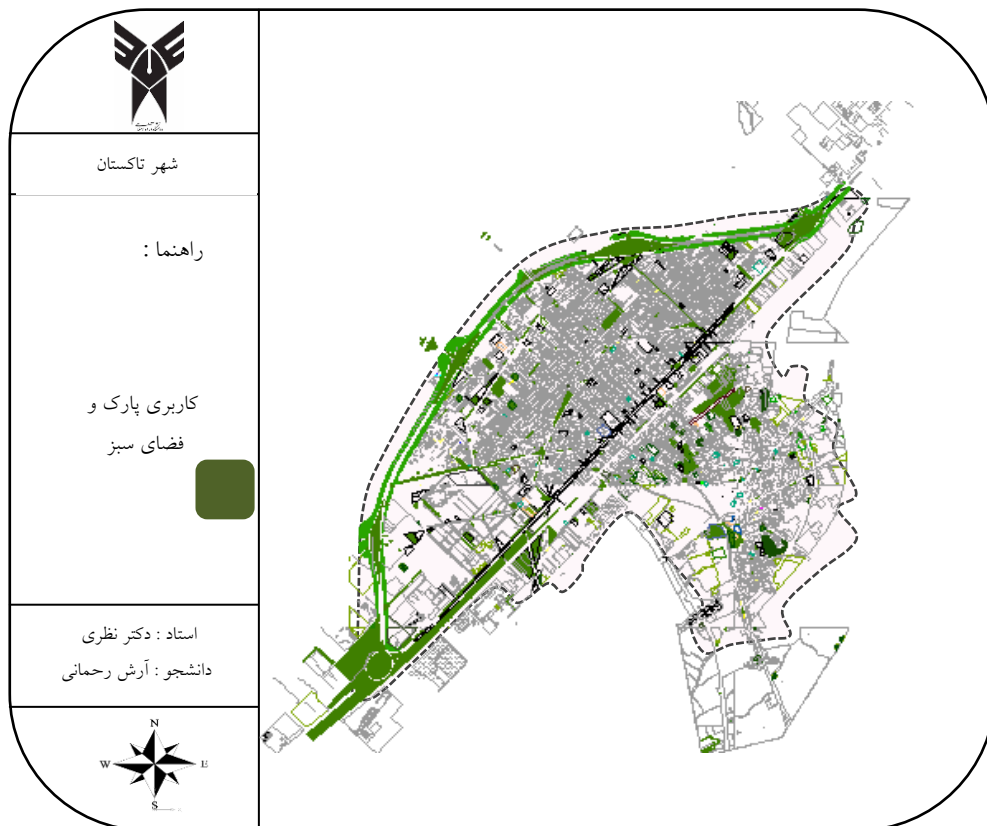 شهر تاکستان
راهنما :
کاربری پارک و
فضای سبز
استاد : دکتر نظری
دانشجو : آرش رحمانی
N
W E
S